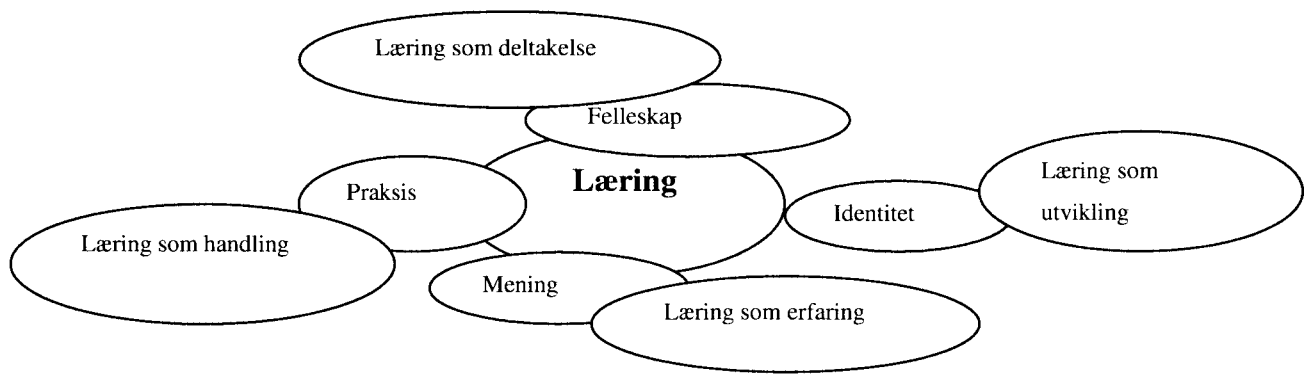 Læring som deltakelse
Felleskap
Læring
Praksis
Læring som
utvikling
Identitet
Læring som handling
Mening
Læring som erfaring